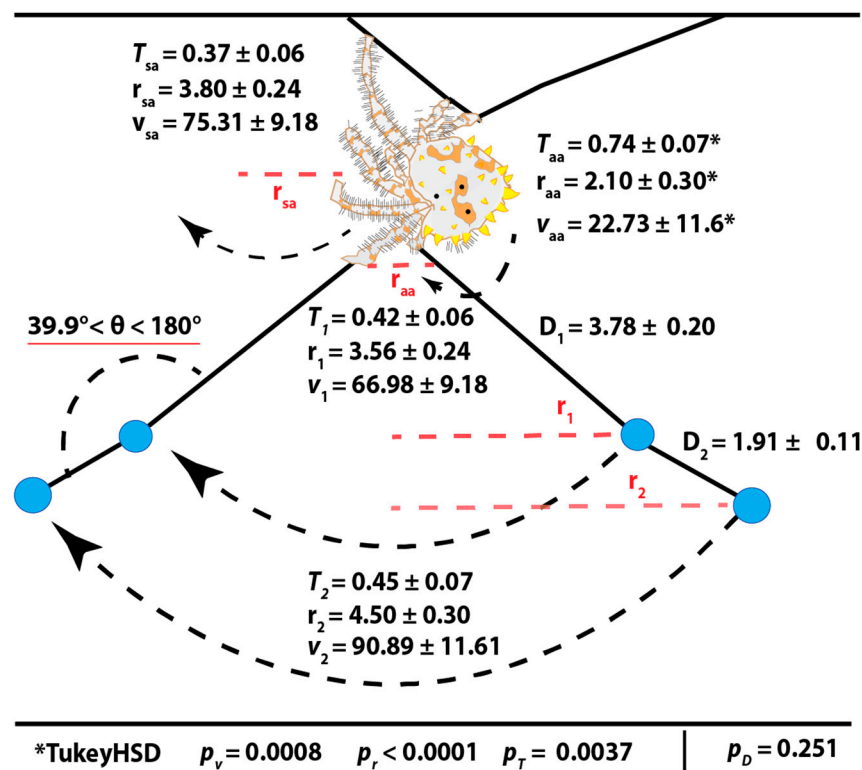 T_sa = 0.37 ± 0.06
r_sa = 3.80 ± 0.24
v_sa = 75.31 ± 9.18
T_aa = 0.74 ± 0.07*
r_aa = 2.10 ± 0.30*
v_aa = 22.73 ± 11.6*
r_sa
r_aa
39.9°< θ < 180°
T_1 = 0.42 ± 0.06
r_1 = 3.56 ± 0.24
v_1 = 66.98 ± 9.18
D_1 = 3.78 ± 0.20
r_1
D_2 = 1.91 ± 0.11
r_2
T_2 = 0.45 ± 0.07
r_2 = 4.50 ± 0.30
v_2 = 90.89 ± 11.61
*TukeyHSD p_v = 0.0008 p_r < 0.0001 p_T = 0.0037 p_D = 0.251